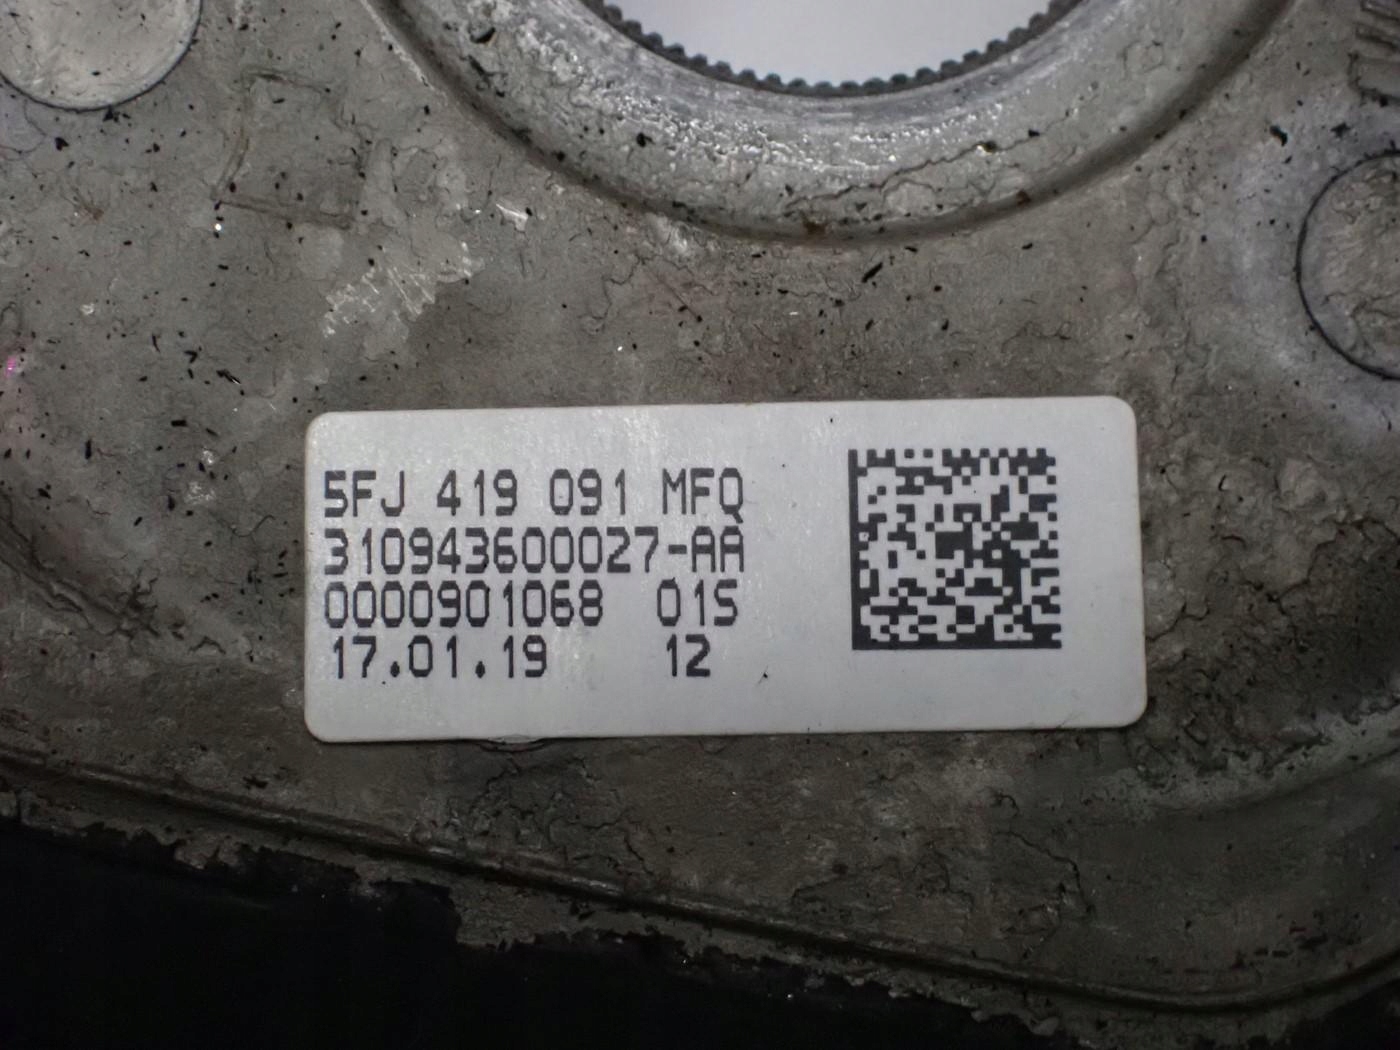 5FJ 419 091 MFQ
310943600027-AA
0000901068 01S
17.01.19 12